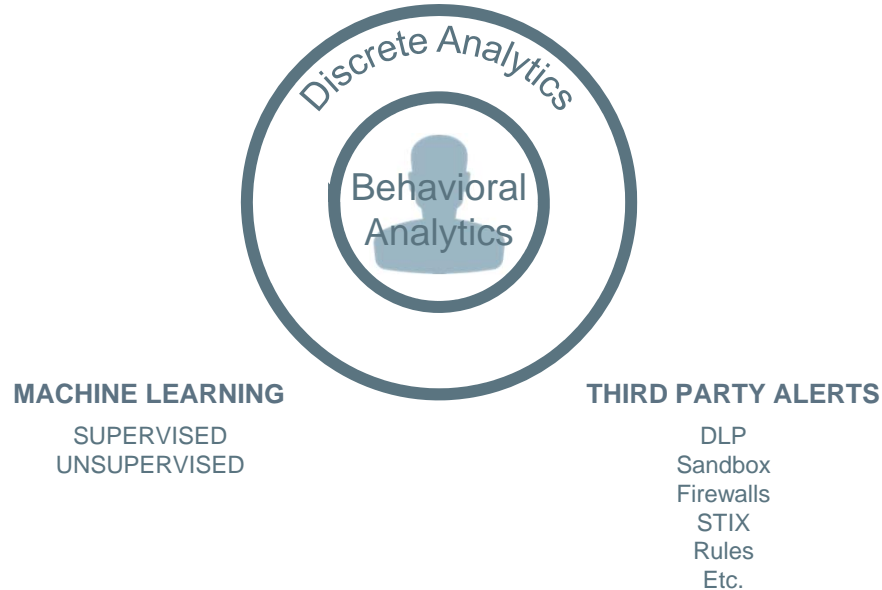 Discrete Analytics
Behavioral
Analytics
MACHINE LEARNING
SUPERVISED
UNSUPERVISED
THIRD PARTY ALERTS
DLP
Sandbox
Firewalls
STIX
Rules
Etc.